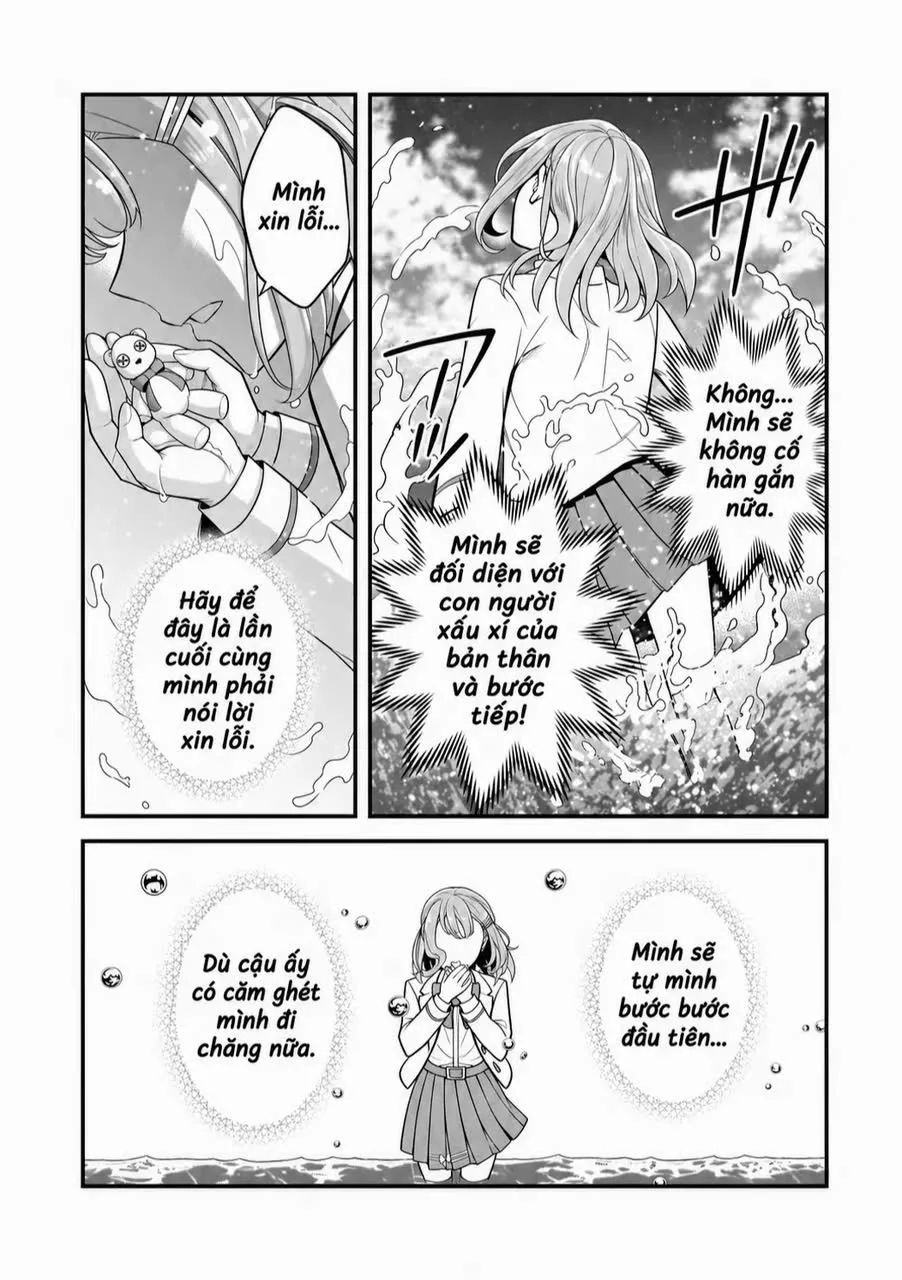 Không...
Mình sẽ
không cố
hàn gắn
nữa.
Mình sẽ
đối diện với
con người
xấu xí của
bản thân
và bước
tiếp!
Mình
xin lỗi...
Hãy để
đây là lần
cuối cùng
mình phải
nói lời
xin lỗi.
Mình sẽ
tự mình
bước bước
đầu tiên...
Dù cậu ấy
có căm ghét
mình đi
chăng nữa.